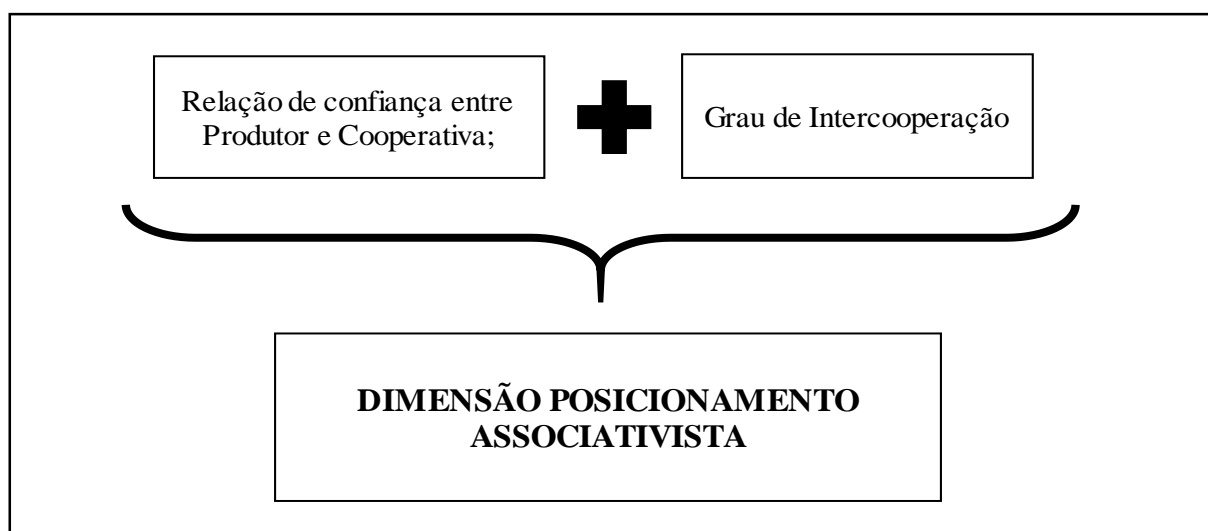 Relação de confiança entre
Produtor e Cooperativa;
Grau de Intercooperação
DIMENSÃO POSICIONAMENTO
ASSOCIATIVISTA